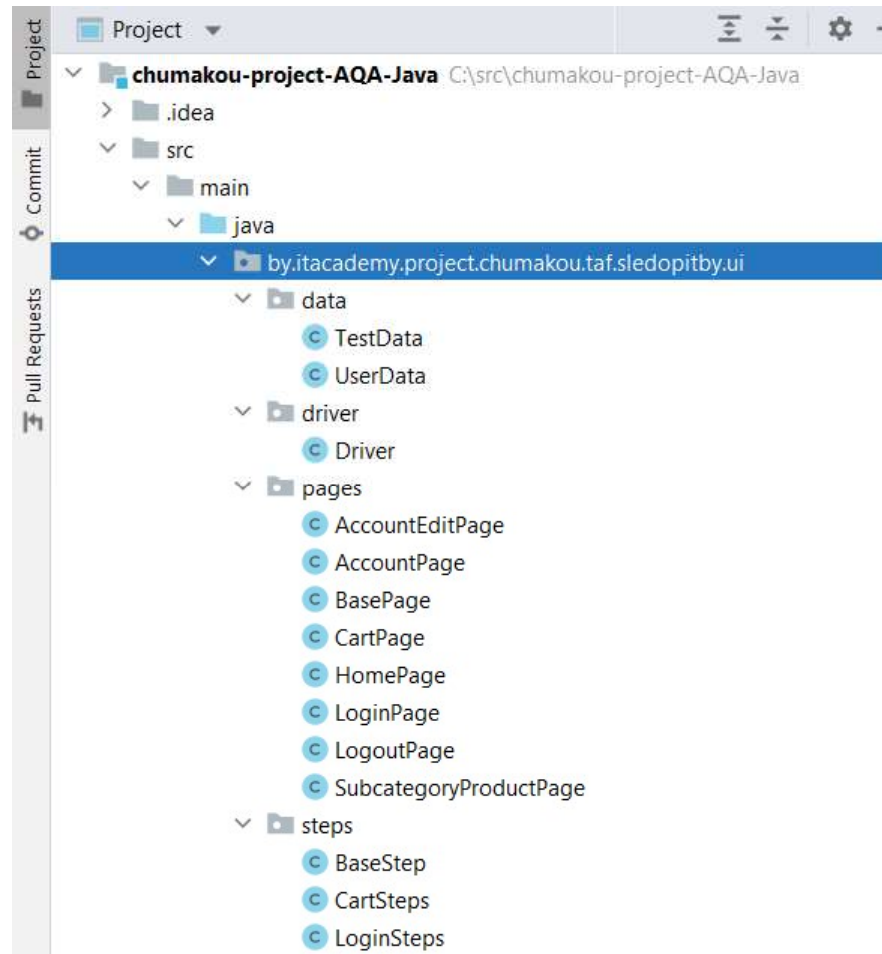 Project
Project
Commit
Pull Requests
chumakou-project-AQA-Java C:\src\chumakou-project-AQA-Java
.idea
src
main
java
by.itacademy.project.chumakou.taf.sledopitby.ui
data
C TestData
C UserData
driver
C Driver
pages
C AccountEditPage
C AccountPage
C BasePage
C CartPage
C HomePage
C LoginPage
C LogoutPage
C SubcategoryProductPage
steps
C BaseStep
C CartSteps
C LoginSteps